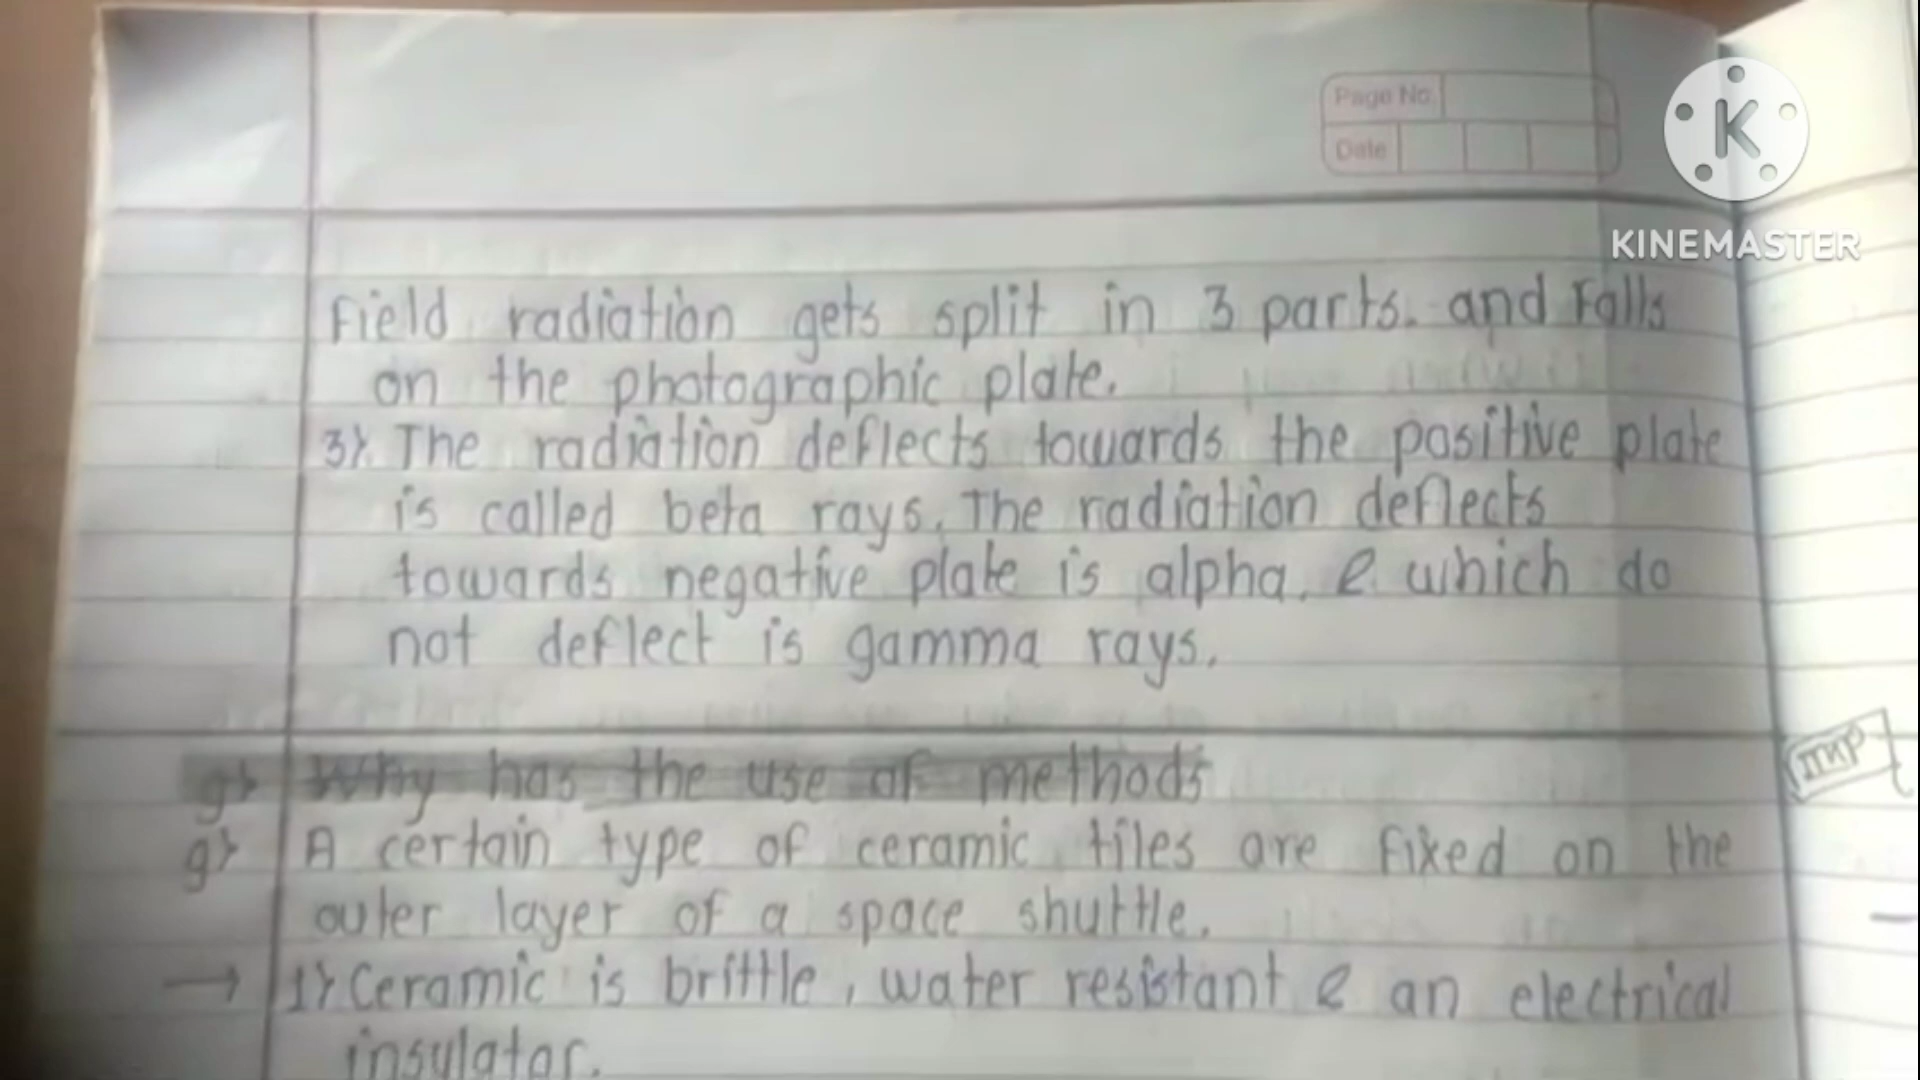 Page No.
Date
K
KINEMASTER
Field radiation gets split in 3 parts. and Falls
on the photographic plate.
3} The radiation deflects towards the positive plate
is called beta rays. The radiation deflects
towards negative plate is alpha. & which do
not deflect is gamma rays.
g} Why has the use of methods
IMP
g} A certain type of ceramic tiles are fixed on the
outer layer of a space shuttle.
→ 1} Ceramic is brittle, water resistant & an electrical
insulator.